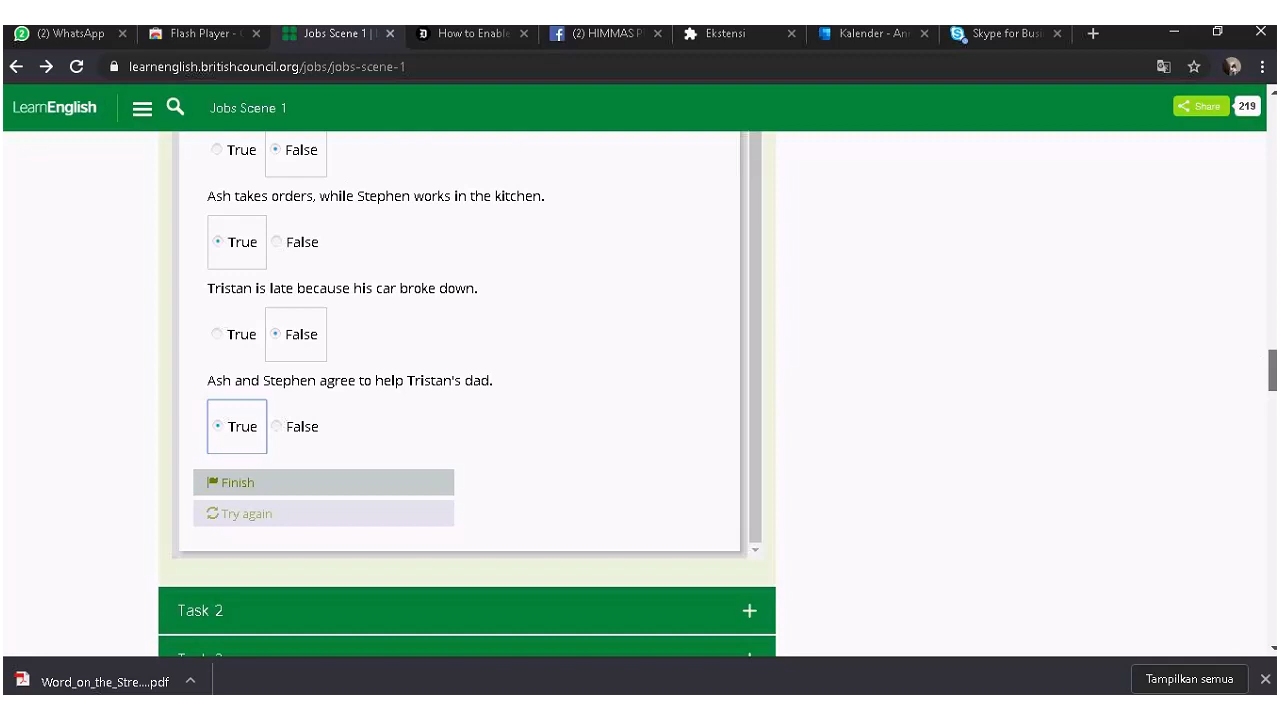 (2) WhatsApp
Flash Player - C
Jobs Scene 1 | L
How to Enable
(2) HIMMAS P
Ekstensi
Kalender - An
Skype for Busi
learnenglish.britishcouncil.org/jobs/jobs-scene-1
LearnEnglish
Jobs Scene 1
Share
219
True False
Ash takes orders, while Stephen works in the kitchen.
True False
Tristan is late because his car broke down.
True False
Ash and Stephen agree to help Tristan's dad.
True False
Finish
Try again
Task 2
Word_on_the_Stre....pdf
Tampilkan semua